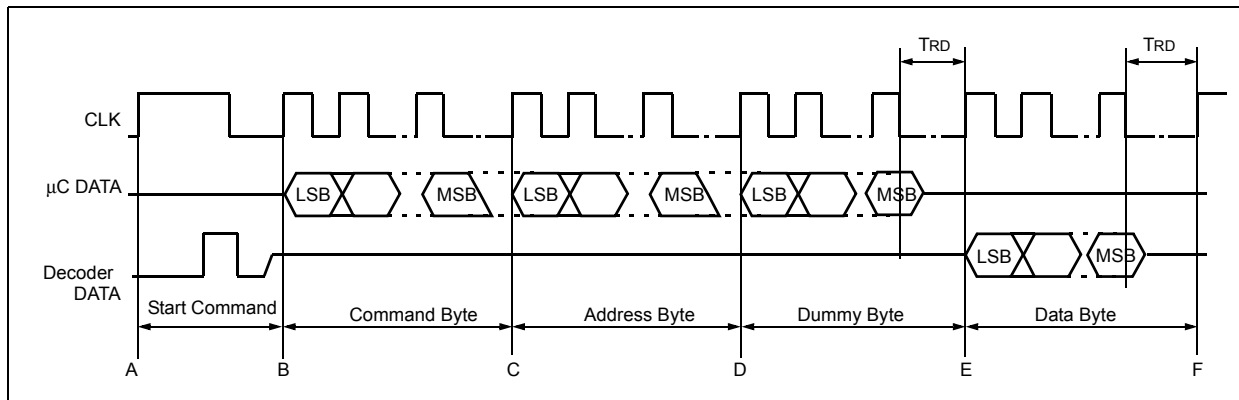 TRD TRD
CLK
μC DATA LSB MSB LSB MSB LSB MSB
Decoder
DATA LSB MSB
Start Command Command Byte Address Byte Dummy Byte Data Byte
A B C D E F